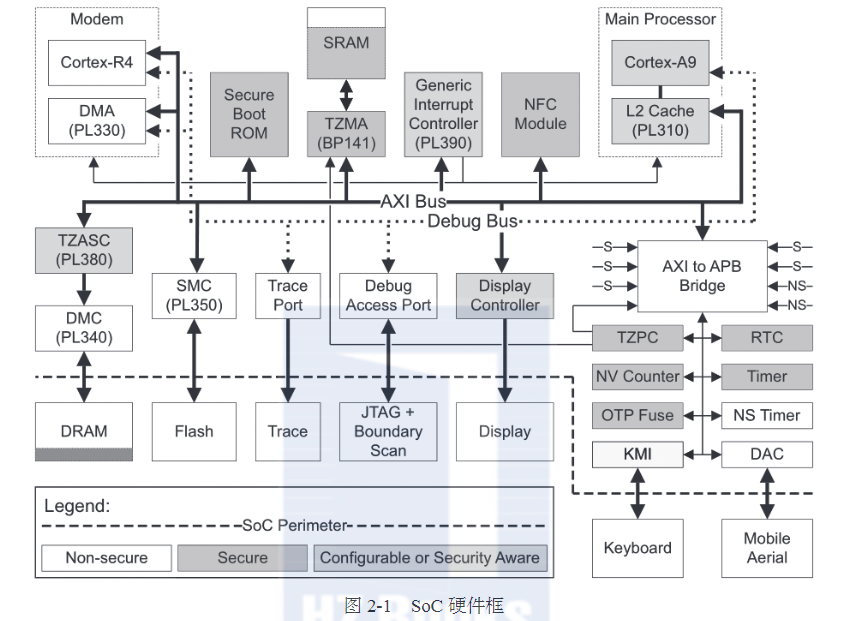 Modem
Cortex-R4
DMA
(PL330)
Secure
Boot
ROM
SRAM
TZMA
(BP141)
Generic
Interrupt
Controller
(PL390)
NFC
Module
Main Processor
Cortex-A9
L2 Cache
(PL310)
AXI Bus
Debug Bus
TZASC
(PL380)
DMC
(PL340)
SMC
(PL350)
Trace
Port
Debug
Access Port
Display
Controller
AXI to APB
Bridge
S
S
S
S
S
NS
NS
TZPC
RTC
NV Counter
Timer
OTP Fuse
NS Timer
KMI
DAC
DRAM
Flash
Trace
JTAG +
Boundary
Scan
Display
Keyboard
Mobile
Aerial
Legend:
SoC Perimeter
Non-secure
Secure
Configurable or Security Aware
图 2-1 SoC 硬件框